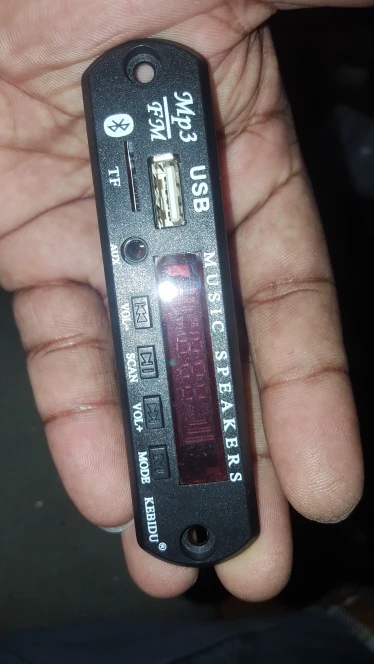 Mp3
FM
USB
TF
AUX
MUSIC SPEAKERS
VOL-
SCAN
VOL+
MODE
KEBIDU®